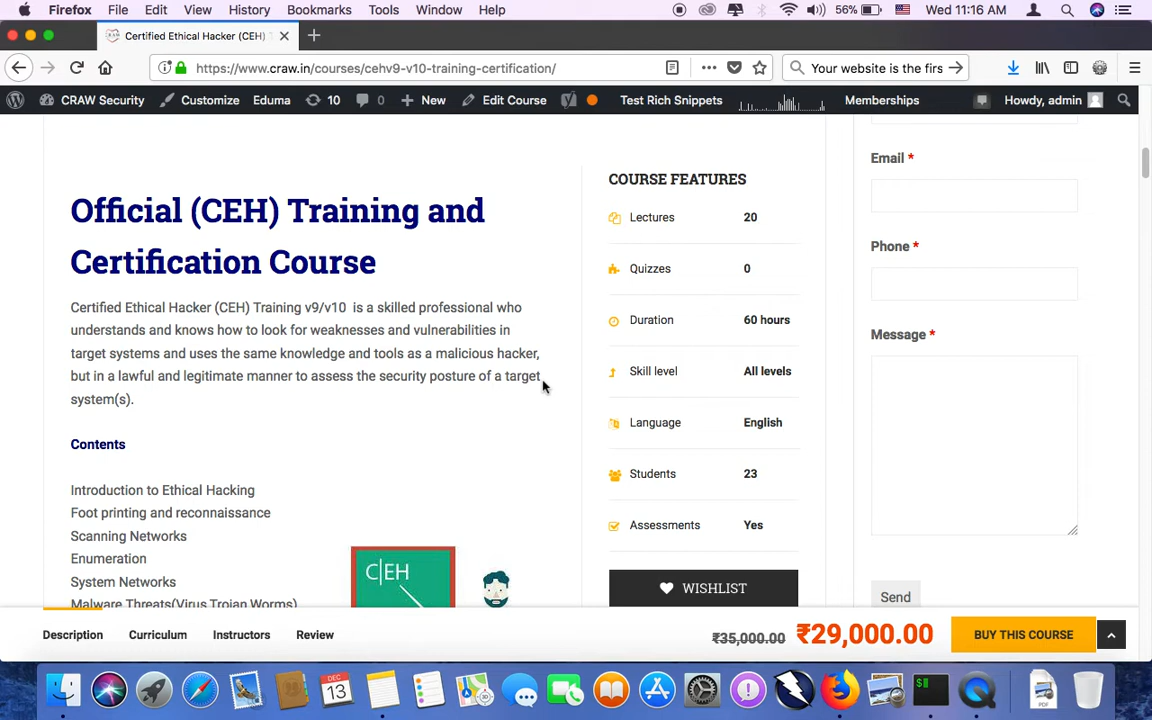 Firefox File Edit View History Bookmarks Tools Window Help 56% Wed 11:16 AM
Certified Ethical Hacker (CEH) T
https://www.craw.in/courses/cehv9-v10-training-certification/ Your website is the firs
CRAW Security Customize Eduma 10 0 New Edit Course Test Rich Snippets Memberships Howdy, admin
Official (CEH) Training and
Certification Course
Certified Ethical Hacker (CEH) Training v9/v10 is a skilled professional who
understands and knows how to look for weaknesses and vulnerabilities in
target systems and uses the same knowledge and tools as a malicious hacker,
but in a lawful and legitimate manner to assess the security posture of a target
system(s).
Contents
Introduction to Ethical Hacking
Foot printing and reconnaissance
Scanning Networks
Enumeration
System Networks
Malware Threats(Virus Trojan Worms)
C|EH
COURSE FEATURES
Lectures 20
Quizzes 0
Duration 60 hours
Skill level All levels
Language English
Students 23
Assessments Yes
WISHLIST
Email *
Phone *
Message *
Send
Description Curriculum Instructors Review ₹35,000.00 ₹29,000.00 BUY THIS COURSE
DEC
13
PDF